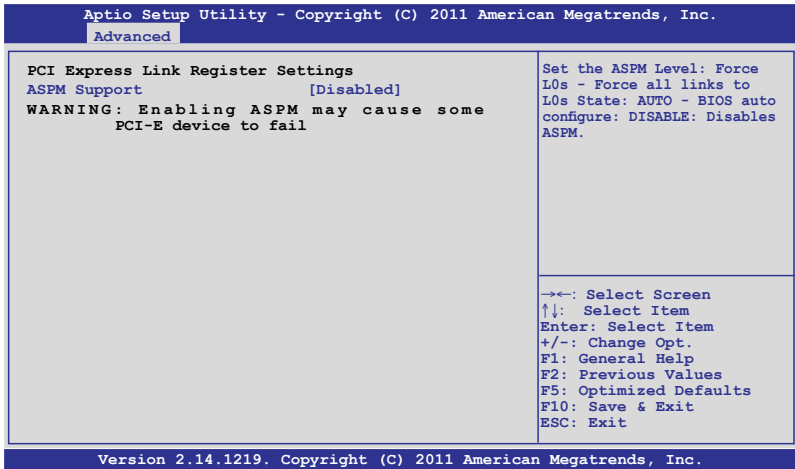 Aptio Setup Utility - Copyright (C) 2011 American Megatrends, Inc.
Advanced
PCI Express Link Register Settings
ASPM Support [Disabled]
WARNING: Enabling ASPM may cause some
PCI-E device to fail
Set the ASPM Level: Force
L0s - Force all links to
L0s State: AUTO - BIOS auto
configure: DISABLE: Disables
ASPM.
→←: Select Screen
↑↓: Select Item
Enter: Select Item
+/-: Change Opt.
F1: General Help
F2: Previous Values
F5: Optimized Defaults
F10: Save & Exit
ESC: Exit
Version 2.14.1219. Copyright (C) 2011 American Megatrends, Inc.